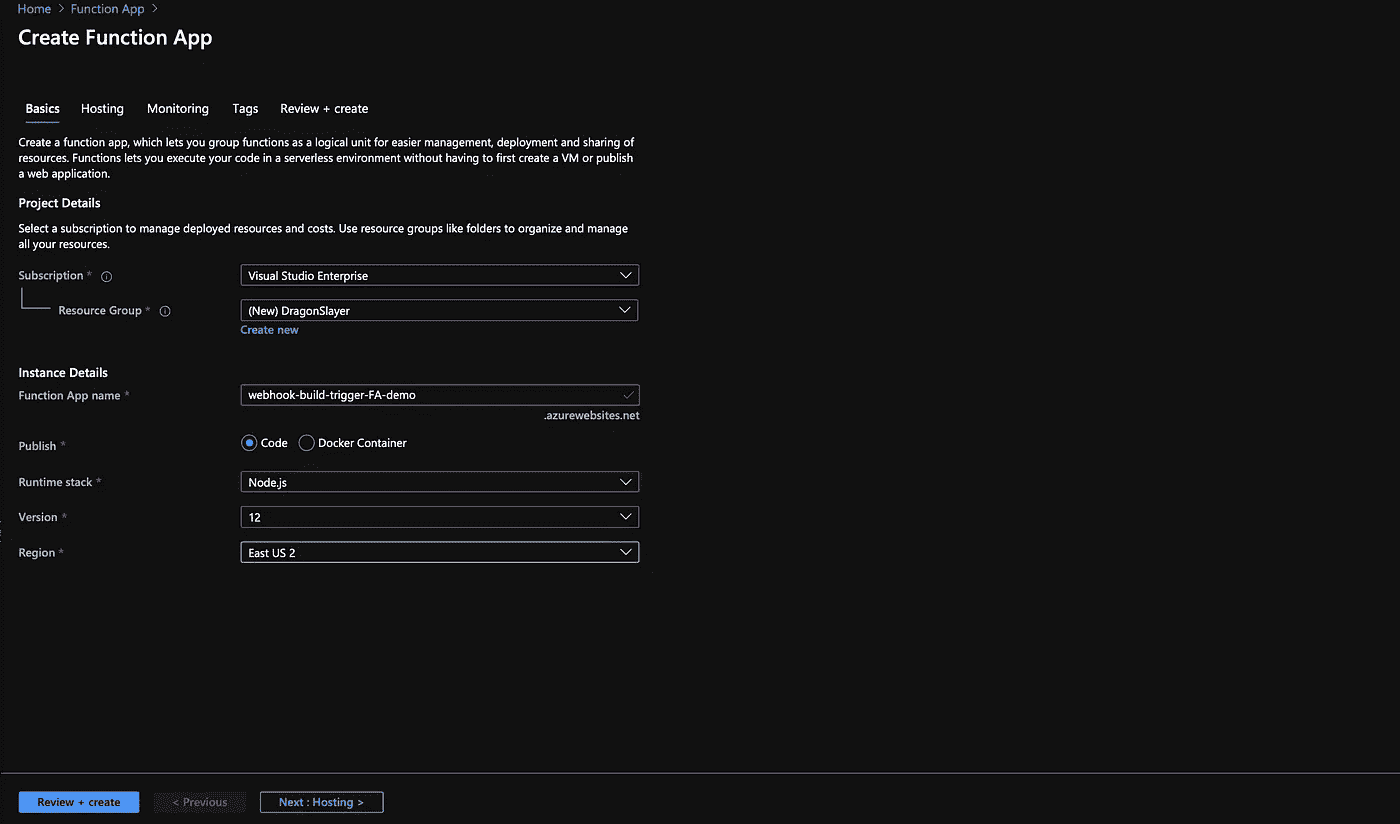 Home > Function App >
Create Function App
Basics Hosting Monitoring Tags Review + create
Create a function app, which lets you group functions as a logical unit for easier management, deployment and sharing of
resources. Functions lets you execute your code in a serverless environment without having to first create a VM or publish
a web application.
Project Details
Select a subscription to manage deployed resources and costs. Use resource groups like folders to organize and manage
all your resources.
Subscription * Visual Studio Enterprise
Resource Group * (New) DragonSlayer
Create new
Instance Details
Function App name * webhook-build-trigger-FA-demo
.azurewebsites.net
Publish * Code Docker Container
Runtime stack * Node.js
Version * 12
Region * East US 2
Review + create < Previous Next : Hosting >